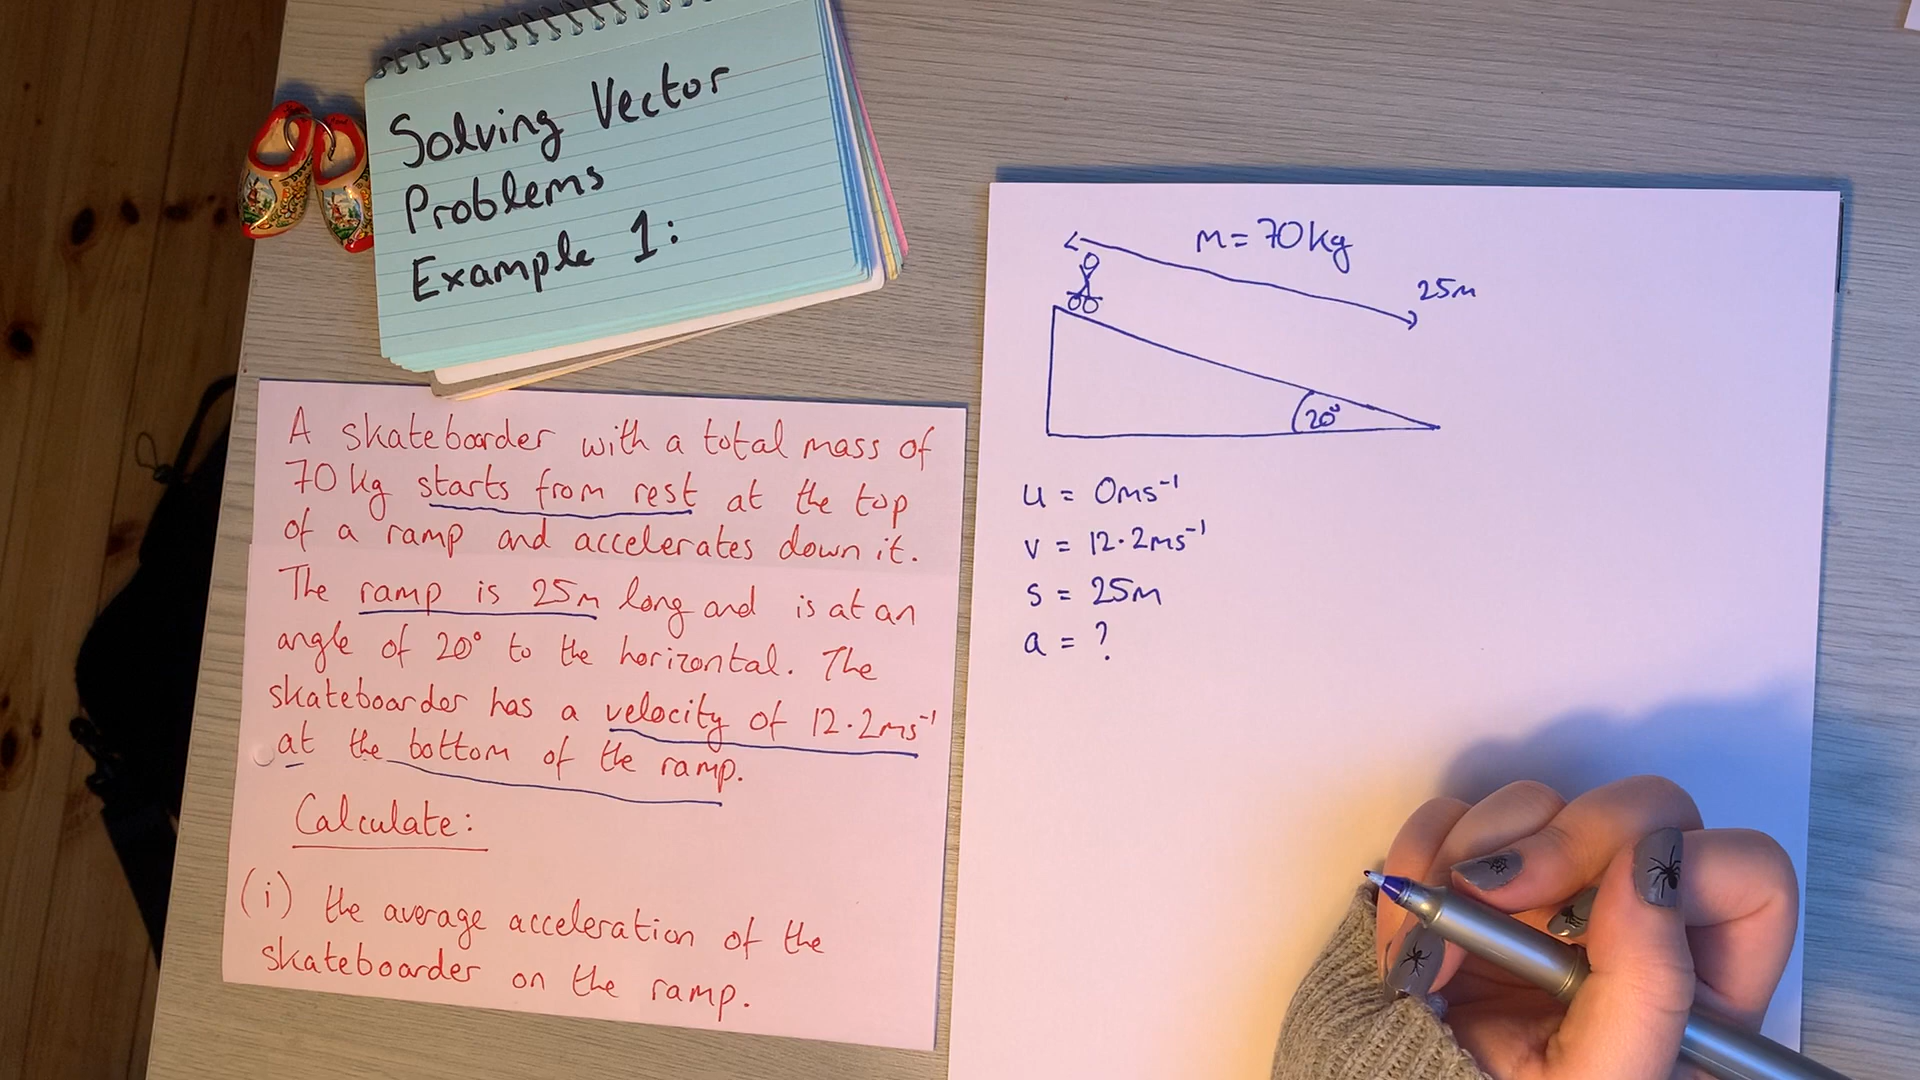 Solving Vector
Problems
Example 1:
A skateboarder with a total mass of
70kg starts from rest at the top
of a ramp and accelerates down it.
The ramp is 25m long and is at an
angle of 20° to the horizontal. The
skateboarder has a velocity of 12.2ms⁻¹
at the bottom of the ramp.
Calculate:
(i) the average acceleration of the
skateboarder on the ramp.
m=70kg
25m
20°
u = 0ms⁻¹
v = 12.2ms⁻¹
s = 25m
a = ?